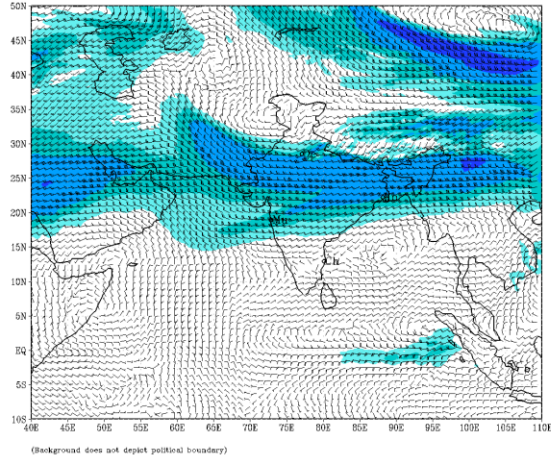 50N
45N
40N
35N
30N
25N
20N
15N
10N
5N
EQ
5S
10S
40E 45E 50E 55E 60E 65E 70E 75E 80E 85E 90E 95E 100E 105E 110E
(Background does not depict political boundary)